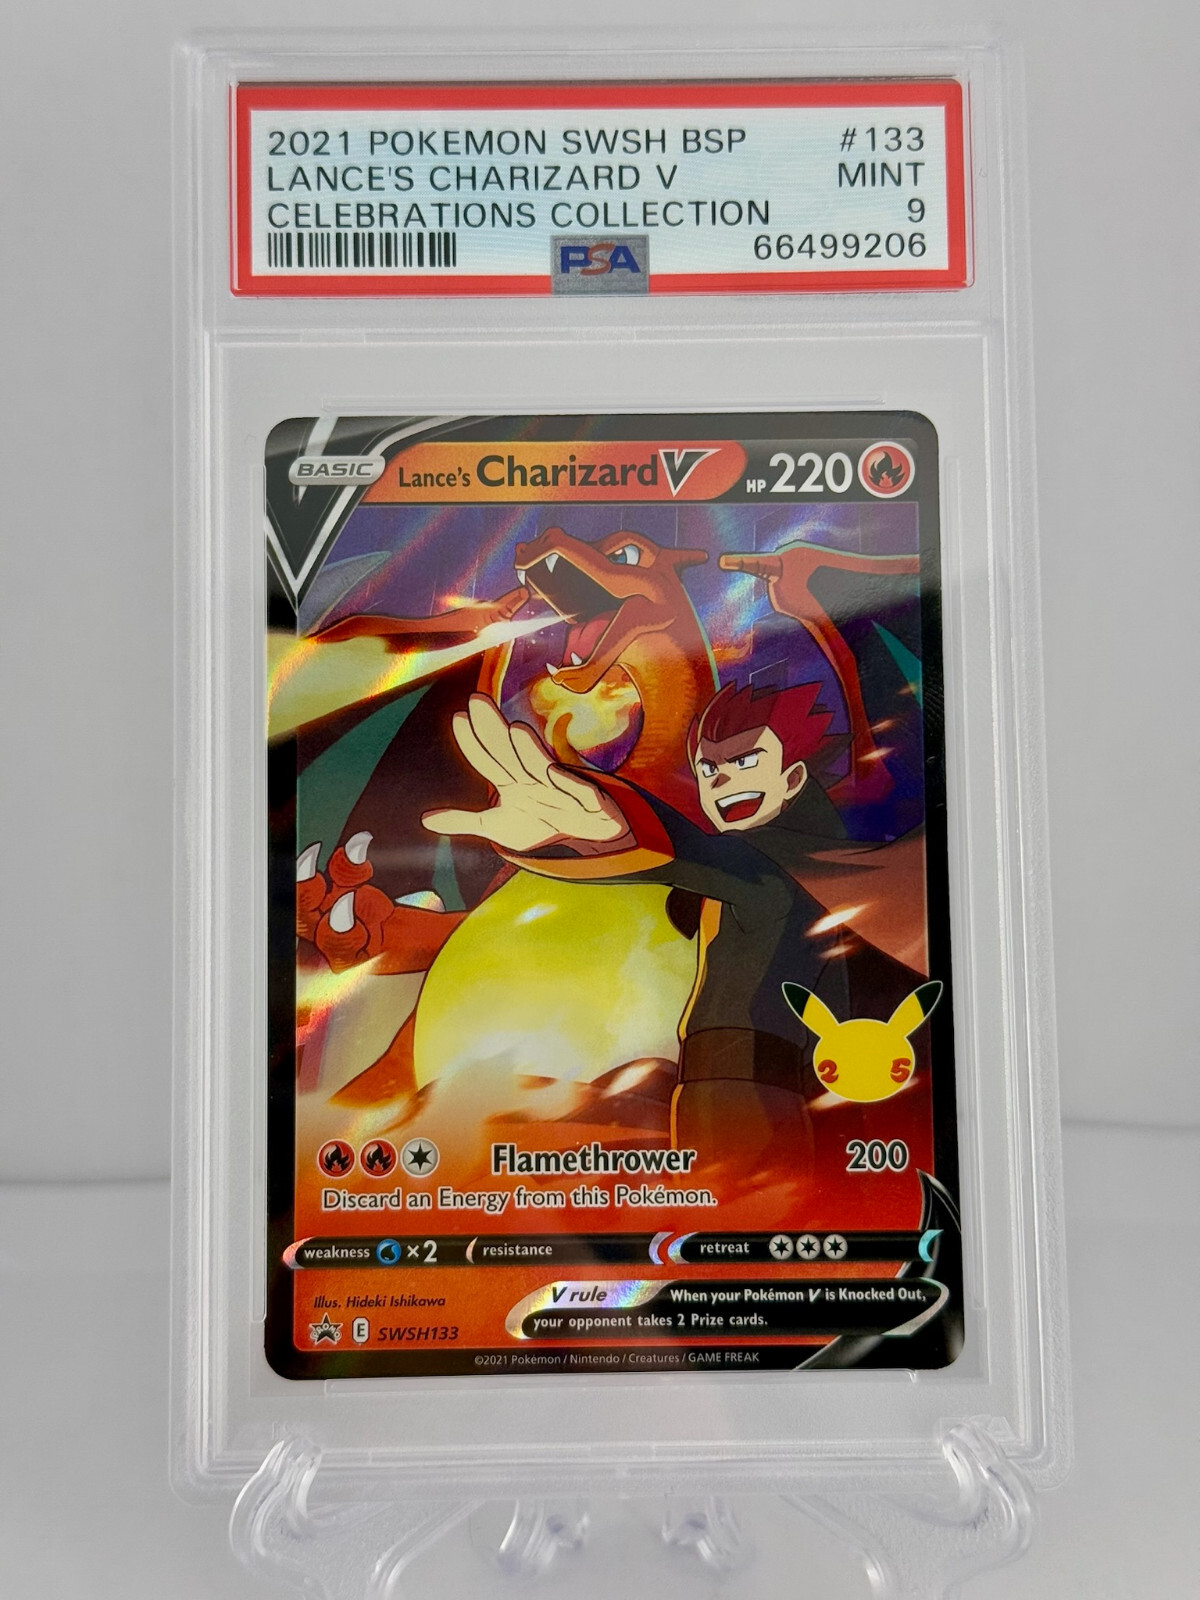 2021 POKEMON SWSH BSP #133
LANCE'S CHARIZARD V MINT
CELEBRATIONS COLLECTION 9
PSA 66499206
BASIC Lance's Charizard V HP 220
25
Flamethrower 200
Discard an Energy from this Pokémon.
weakness ×2 resistance retreat
V rule When your Pokémon V is Knocked Out,
your opponent takes 2 Prize cards.
Illus. Hideki Ishikawa
PROMO E SWSH133
©2021 Pokémon / Nintendo / Creatures / GAME FREAK